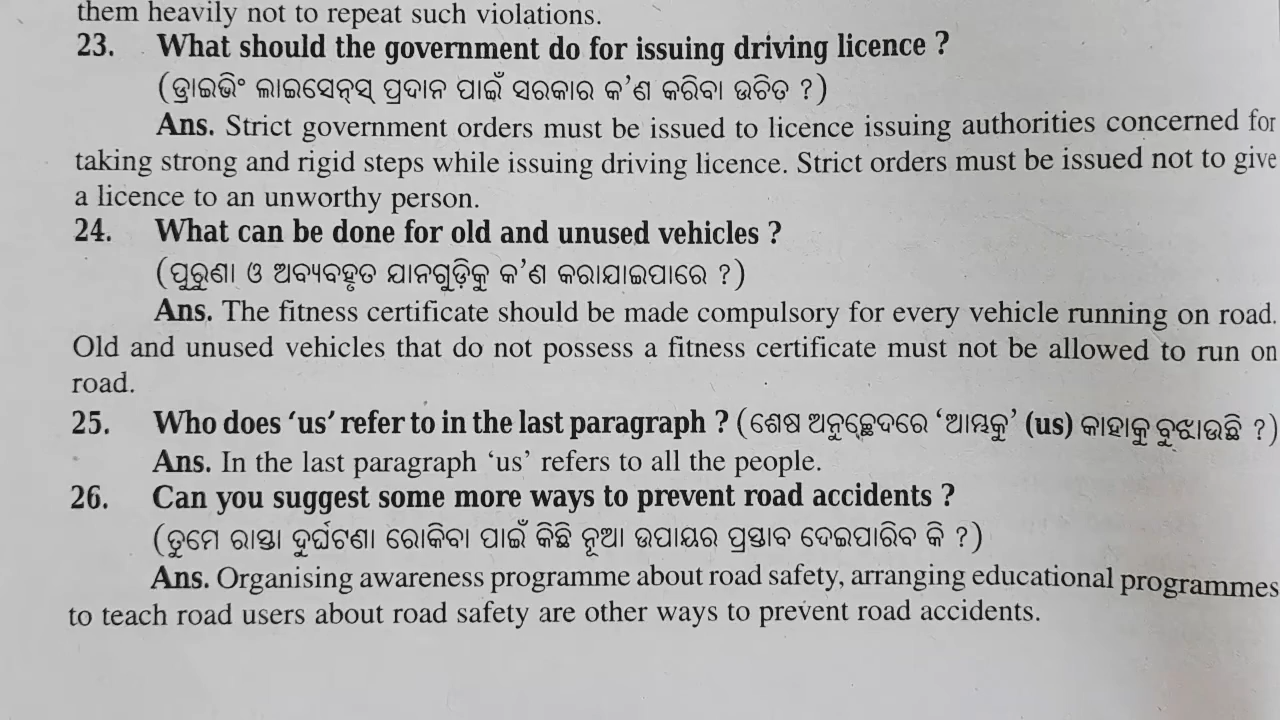 them heavily not to repeat such violations.
23. What should the government do for issuing driving licence ?
(ଡ୍ରାଇଭିଂ ଲାଇସେନ୍‌ସ୍ ପ୍ରଦାନ ପାଇଁ ସରକାର କ'ଣ କରିବା ଉଚିତ ?)
Ans. Strict government orders must be issued to licence issuing authorities concerned for
taking strong and rigid steps while issuing driving licence. Strict orders must be issued not to give
a licence to an unworthy person.
24. What can be done for old and unused vehicles ?
(ପୁରୁଣା ଓ ଅବ୍ୟବହୃତ ଯାନଗୁଡ଼ିକୁ କ'ଣ କରାଯାଇପାରେ ?)
Ans. The fitness certificate should be made compulsory for every vehicle running on road.
Old and unused vehicles that do not possess a fitness certificate must not be allowed to run on
road.
25. Who does 'us' refer to in the last paragraph ? (ଶେଷ ଅନୁଚ୍ଛେଦରେ 'ଆମ୍ଭକୁ' (us) କାହାକୁ ବୁଝାଉଛି ?)
Ans. In the last paragraph 'us' refers to all the people.
26. Can you suggest some more ways to prevent road accidents ?
(ତୁମେ ରାସ୍ତା ଦୁର୍ଘଟଣା ରୋକିବା ପାଇଁ କିଛି ନୂଆ ଉପାୟର ପ୍ରସ୍ତାବ ଦେଇପାରିବ କି ?)
Ans. Organising awareness programme about road safety, arranging educational programmes
to teach road users about road safety are other ways to prevent road accidents.